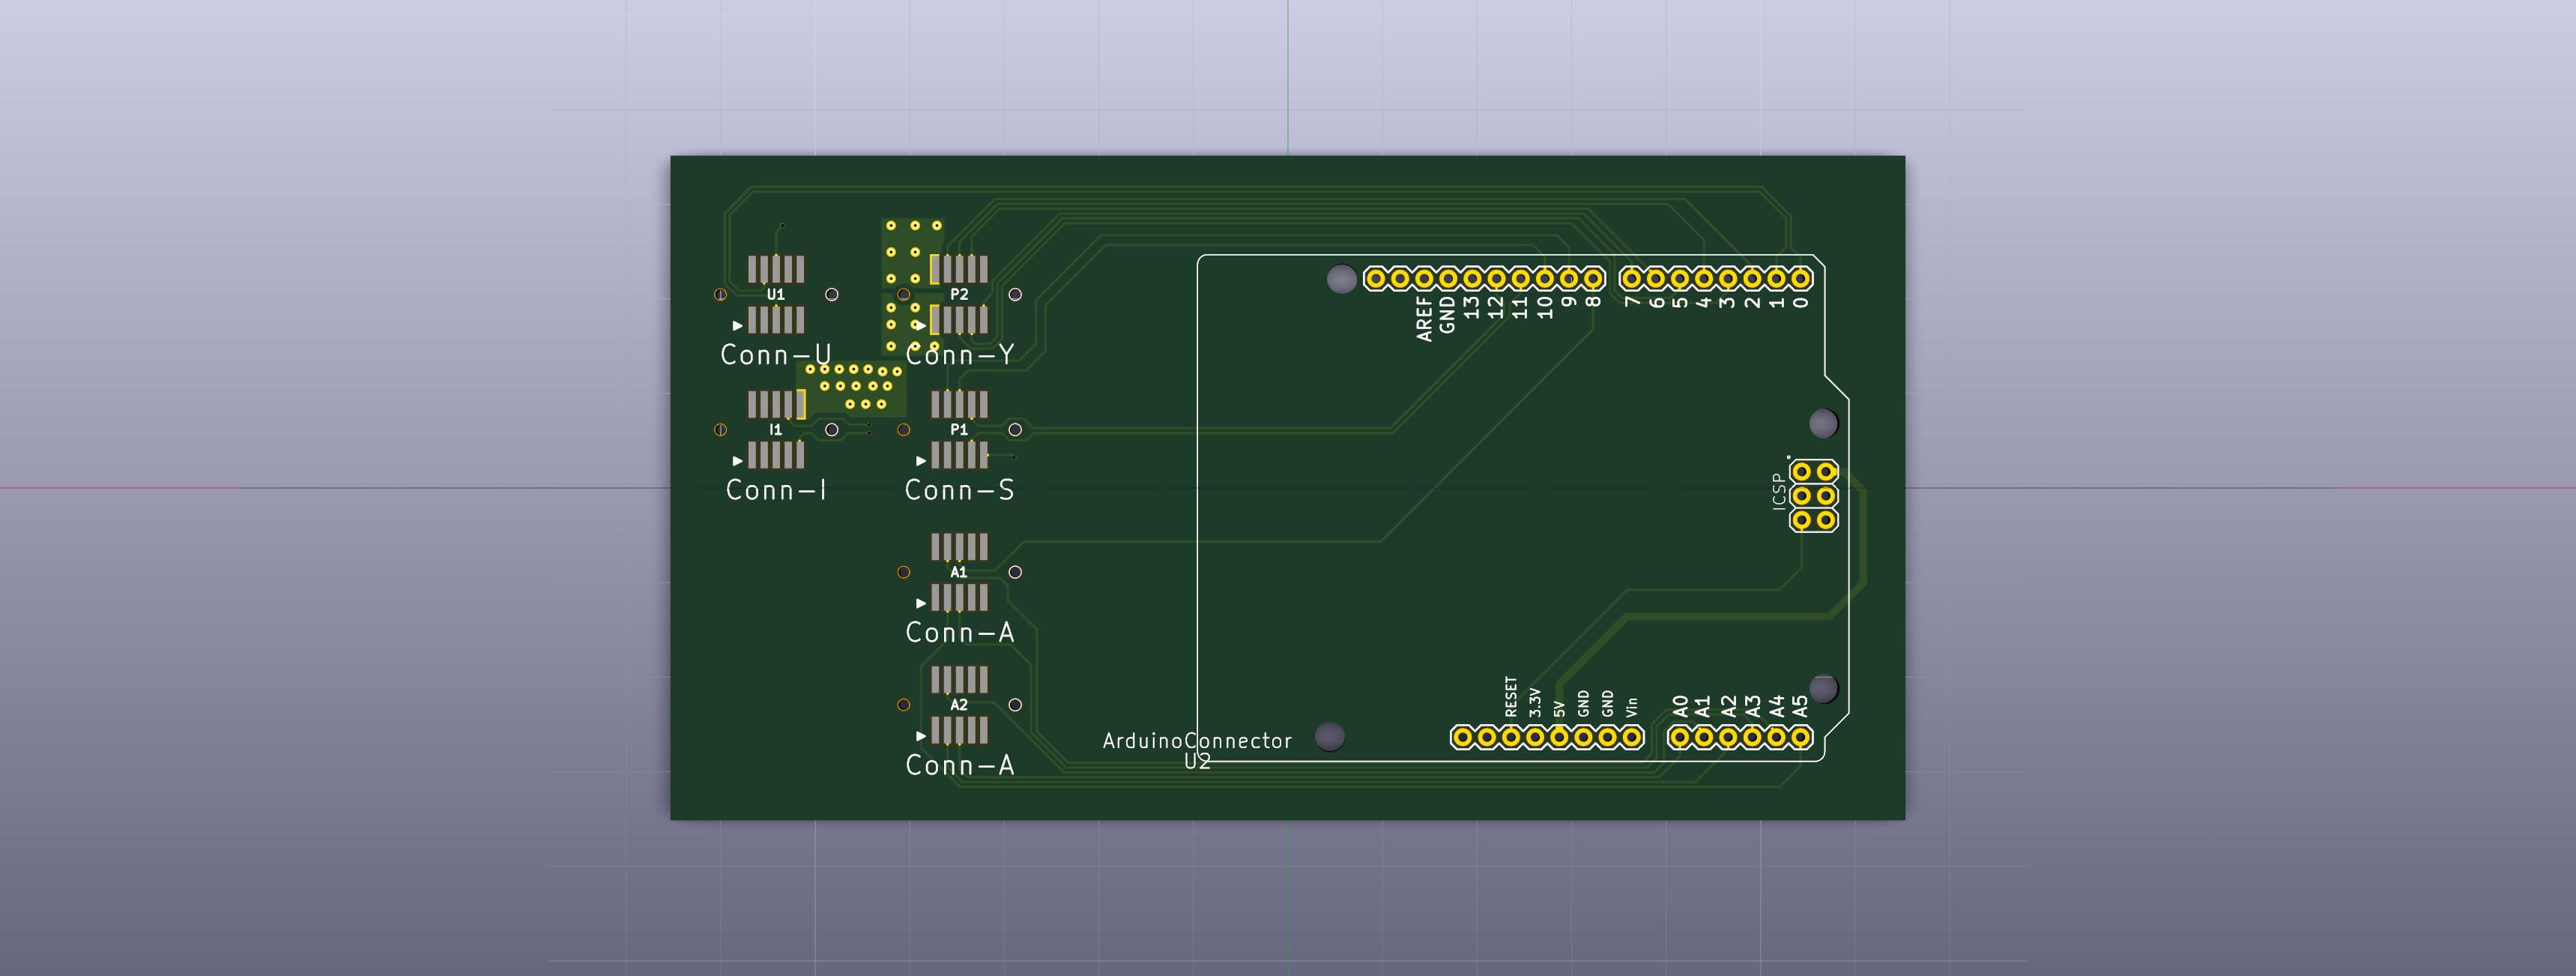 U1
Conn-U
P2
Conn-Y
I1
Conn-I
P1
Conn-S
A1
Conn-A
A2
Conn-A
AREF GND 13 12 11 10 9 8 7 6 5 4 3 2 1 0
ICSP
RESET 3.3V 5V GND GND Vin A0 A1 A2 A3 A4 A5
ArduinoConnector
U2